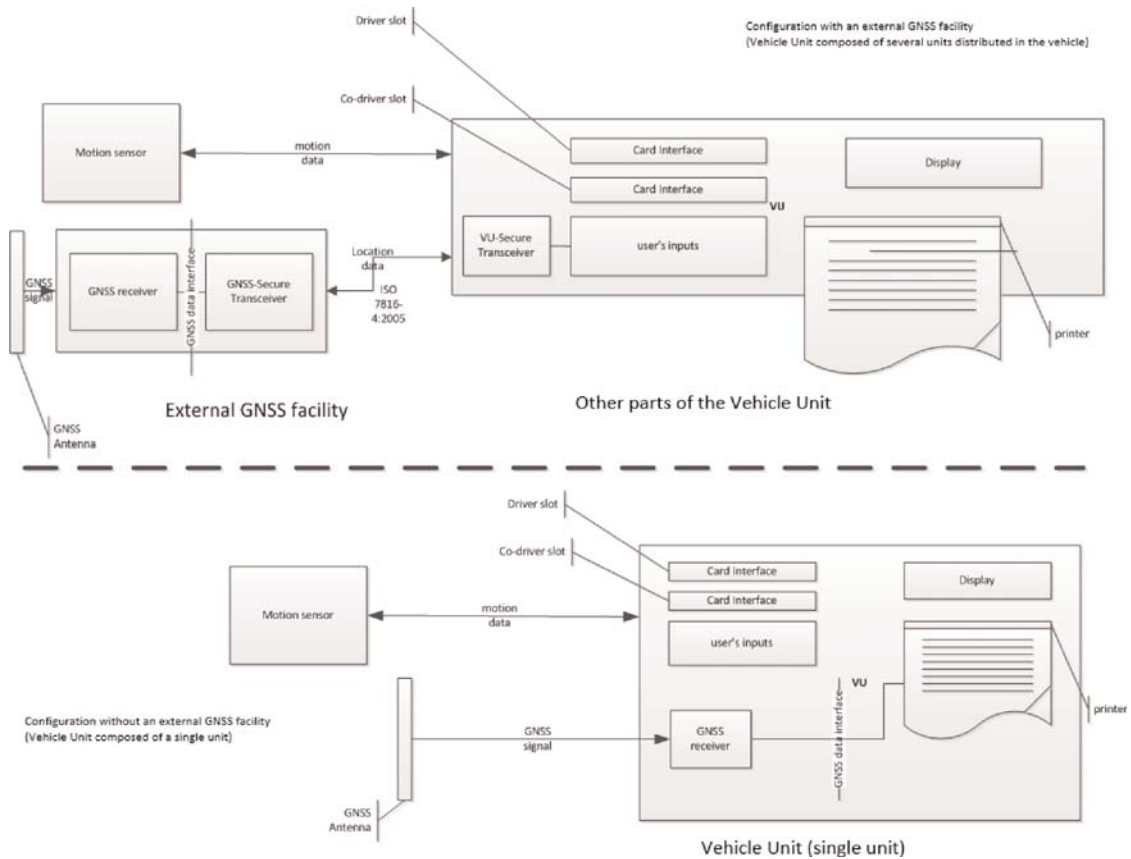 Driver slot
Configuration with an external GNSS facility
(Vehicle Unit composed of several units distributed in the vehicle)
Co-driver slot
Motion sensor
motion
data
Card Interface
Display
Card Interface
VU
VU-Secure
Transceiver
user's inputs
Location
data
GNSS
signal
GNSS receiver
GNSS data interface
GNSS-Secure
Transceiver
ISO
7816-
4:2005
printer
External GNSS facility
Other parts of the Vehicle Unit
GNSS
Antenna
Driver slot
Co-driver slot
Card Interface
Display
Card Interface
Motion sensor
motion
data
user's inputs
VU
Configuration without an external GNSS facility
(Vehicle Unit composed of a single unit)
printer
GNSS
signal
GNSS
receiver
GNSS data interface
GNSS
Antenna
Vehicle Unit (single unit)